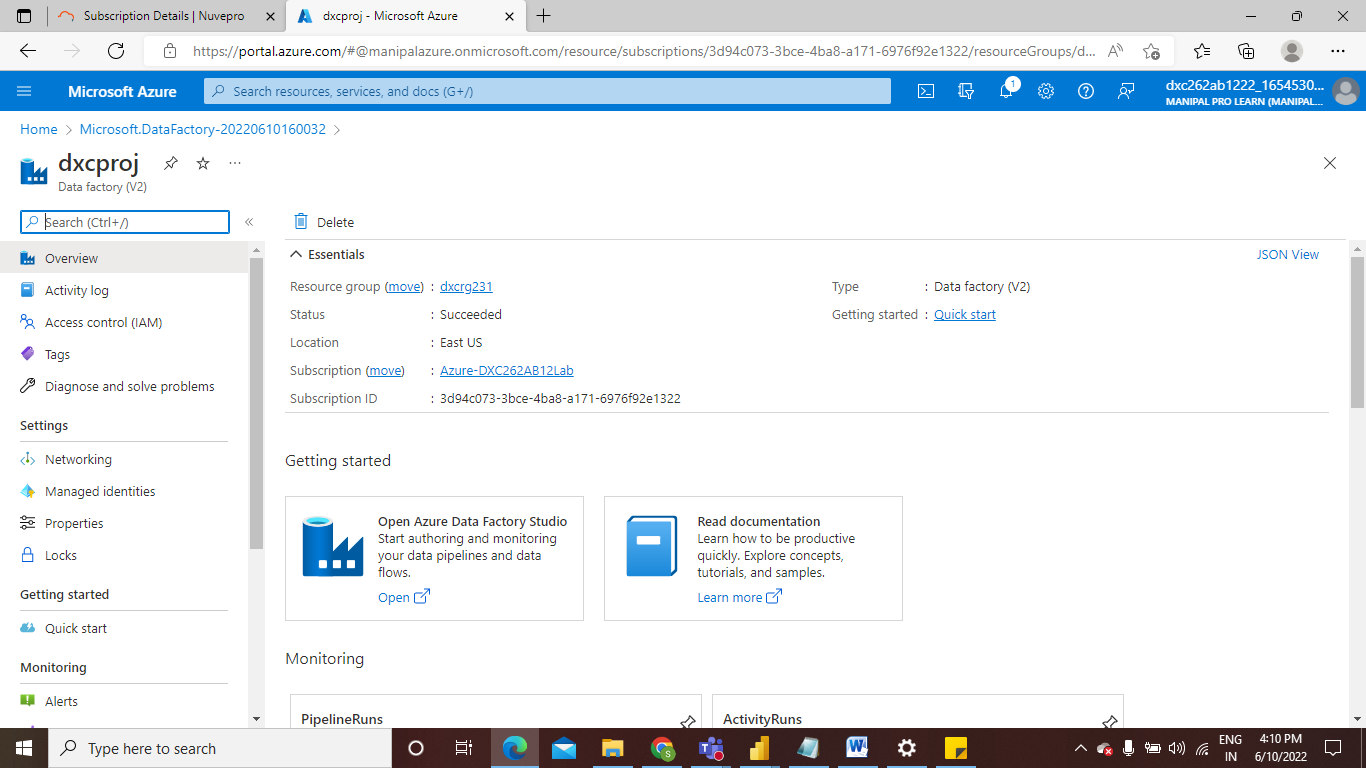 Subscription Details | Nuvepro
dxcproj - Microsoft Azure
https://portal.azure.com/#@manipalazure.onmicrosoft.com/resource/subscriptions/3d94c073-3bce-4ba8-a171-6976f92e1322/resourceGroups/d...
Microsoft Azure
Search resources, services, and docs (G+/)
1
dxc262ab1222_1654530...
MANIPAL PRO LEARN (MANIPAL...
Home > Microsoft.DataFactory-20220610160032 >
dxcproj
...
Data factory (V2)
Search (Ctrl+/)
«
Overview
Activity log
Access control (IAM)
Tags
Diagnose and solve problems
Settings
Networking
Managed identities
Properties
Locks
Getting started
Quick start
Monitoring
Alerts
Delete
Essentials
JSON View
Resource group (move) : dxcrg231
Status : Succeeded
Location : East US
Subscription (move) : Azure-DXC262AB12Lab
Subscription ID : 3d94c073-3bce-4ba8-a171-6976f92e1322
Type : Data factory (V2)
Getting started : Quick start
Getting started
Open Azure Data Factory Studio
Start authoring and monitoring
your data pipelines and data
flows.
Open
Read documentation
Learn how to be productive
quickly. Explore concepts,
tutorials, and samples.
Learn more
Monitoring
PipelineRuns
ActivityRuns
Type here to search
ENG
IN
4:10 PM
6/10/2022